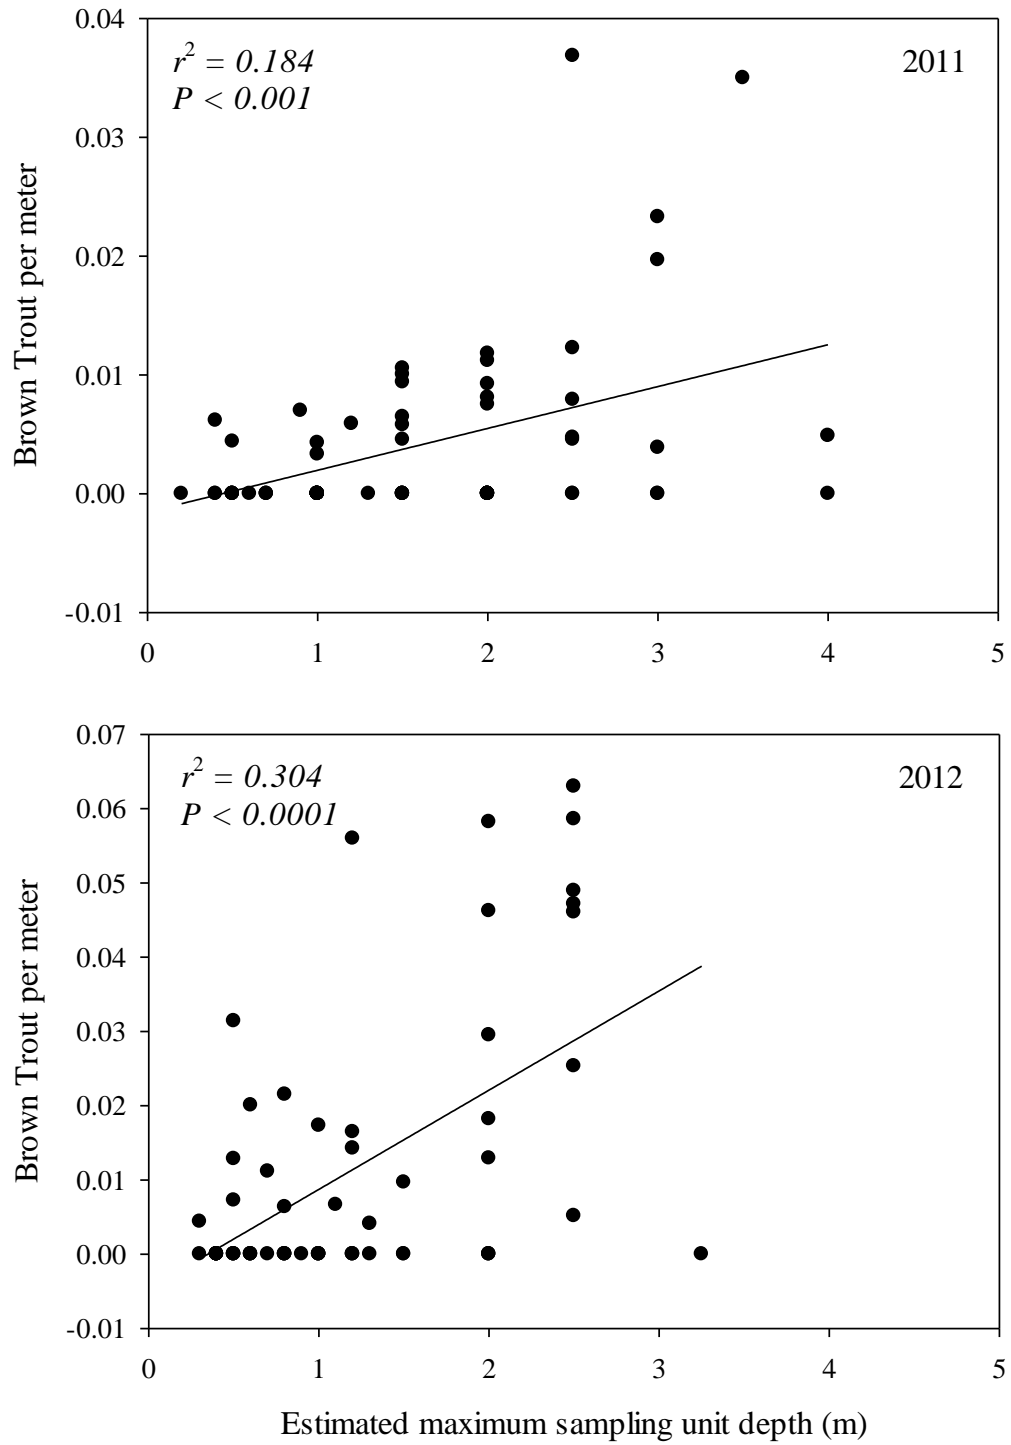 0.04
r² = 0.184
2011
P < 0.001
0.03
0.02
0.01
0.00
-0.01
Brown Trout per meter
0 1 2 3 4 5
0.07
r² = 0.304
2012
P < 0.0001
0.06
0.05
0.04
0.03
0.02
0.01
0.00
-0.01
Brown Trout per meter
0 1 2 3 4 5
Estimated maximum sampling unit depth (m)